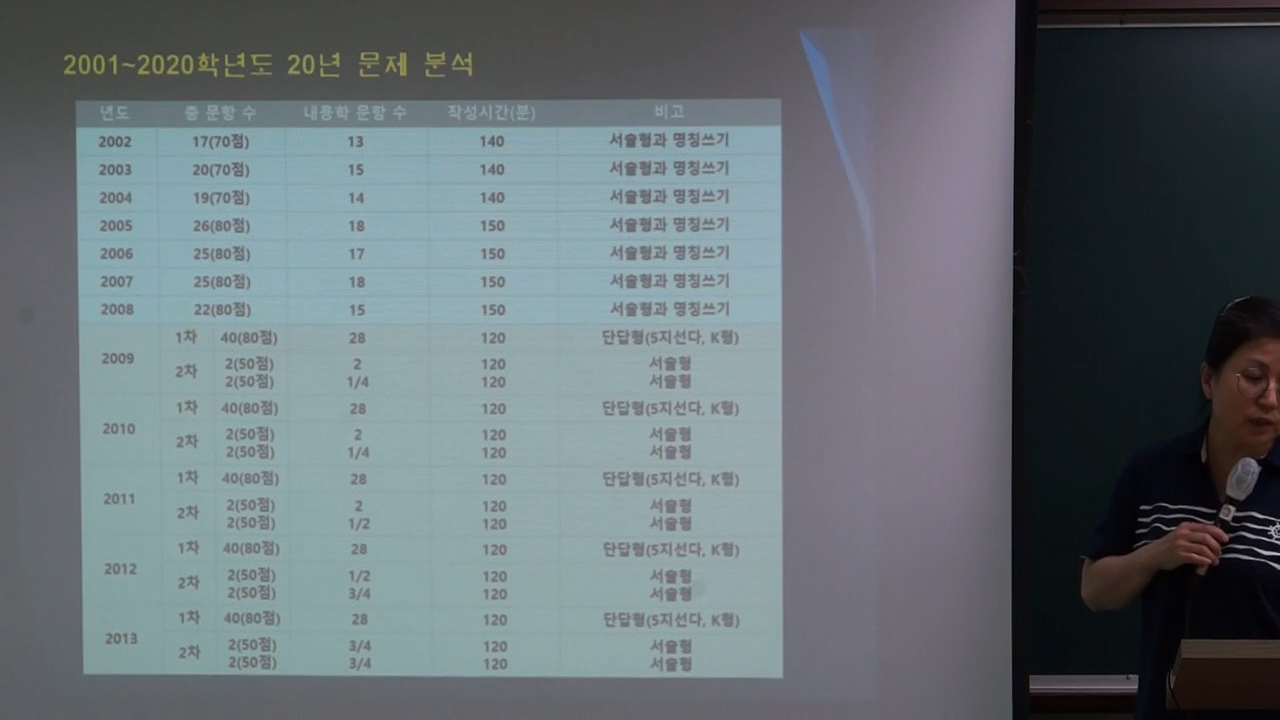 2001~2020학년도 20년 문제 분석
년도 총 문항 수 내용학 문항 수 작성시간(분) 비고
2002 17(70점) 13 140 서술형과 명칭쓰기
2003 20(70점) 15 140 서술형과 명칭쓰기
2004 19(70점) 14 140 서술형과 명칭쓰기
2005 26(80점) 18 150 서술형과 명칭쓰기
2006 25(80점) 17 150 서술형과 명칭쓰기
2007 25(80점) 18 150 서술형과 명칭쓰기
2008 22(80점) 15 150 서술형과 명칭쓰기
2009 1차 40(80점) 28 120 단답형(5지선다, K형)
2차 2(50점) 2 120 서술형
2(50점) 1/4 120 서술형
2010 1차 40(80점) 28 120 단답형(5지선다, K형)
2차 2(50점) 2 120 서술형
2(50점) 1/4 120 서술형
2011 1차 40(80점) 28 120 단답형(5지선다, K형)
2차 2(50점) 2 120 서술형
2(50점) 1/2 120 서술형
2012 1차 40(80점) 28 120 단답형(5지선다, K형)
2차 2(50점) 1/2 120 서술형
2(50점) 3/4 120 서술형
2013 1차 40(80점) 28 120 단답형(5지선다, K형)
2차 2(50점) 3/4 120 서술형
2(50점) 3/4 120 서술형